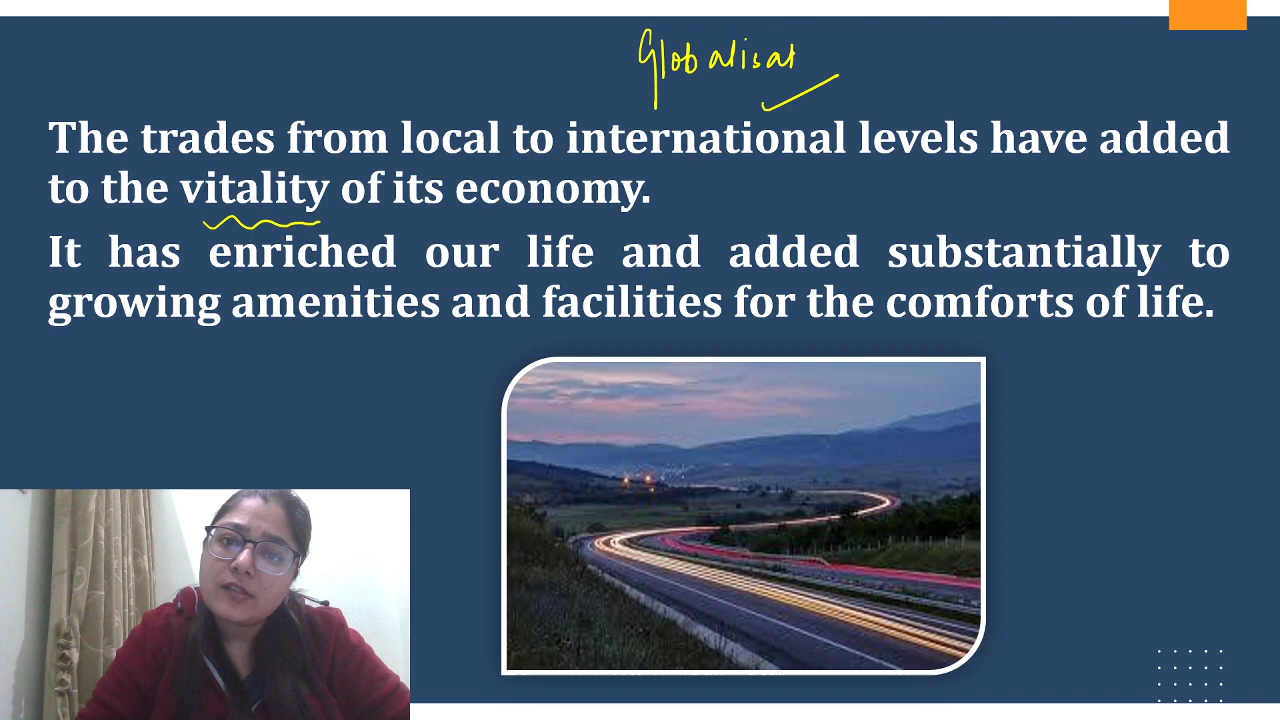 Globalisat
The trades from local to international levels have added
to the vitality of its economy.
It has enriched our life and added substantially to
growing amenities and facilities for the comforts of life.